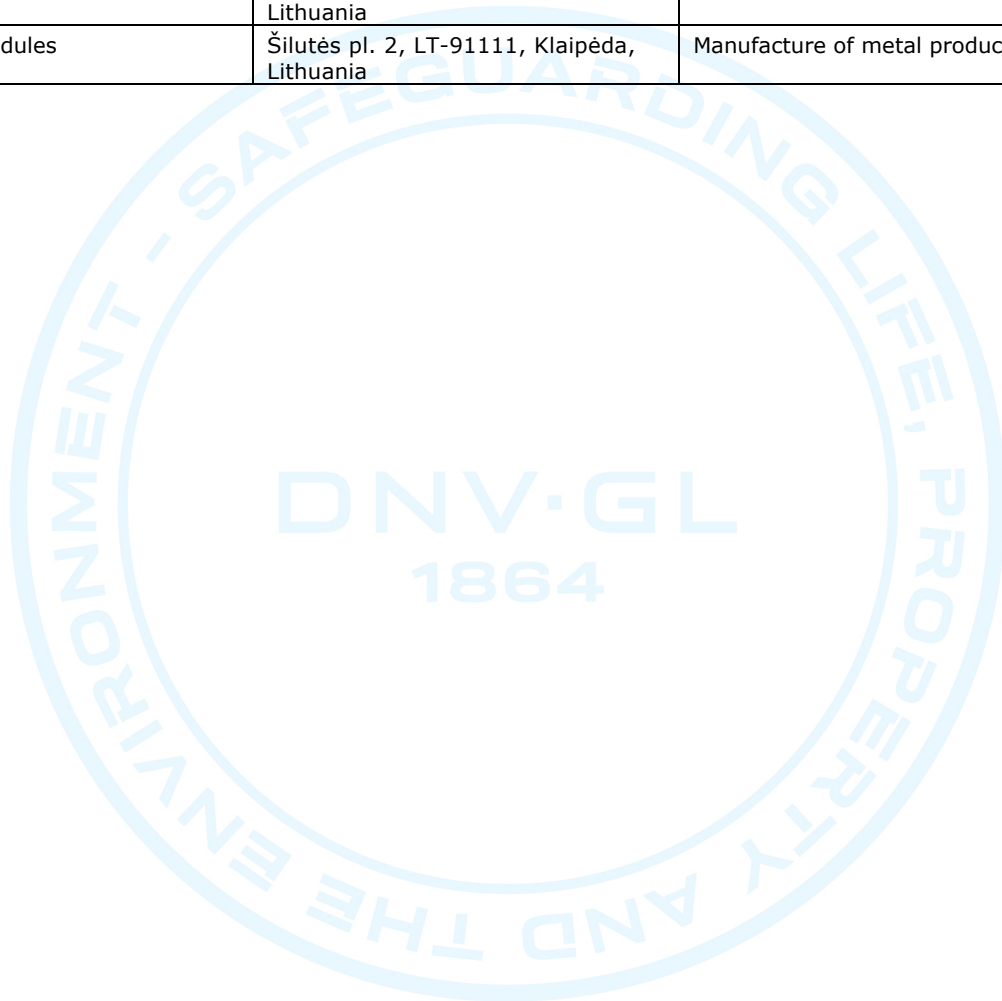 Lithuania
dules
Šilutės pl. 2, LT-91111, Klaipėda,
Lithuania
Manufacture of metal produc
SAFEGUARDING LIFE, PROPERTY AND THE ENVIRONMENT -
DNV·GL
1864